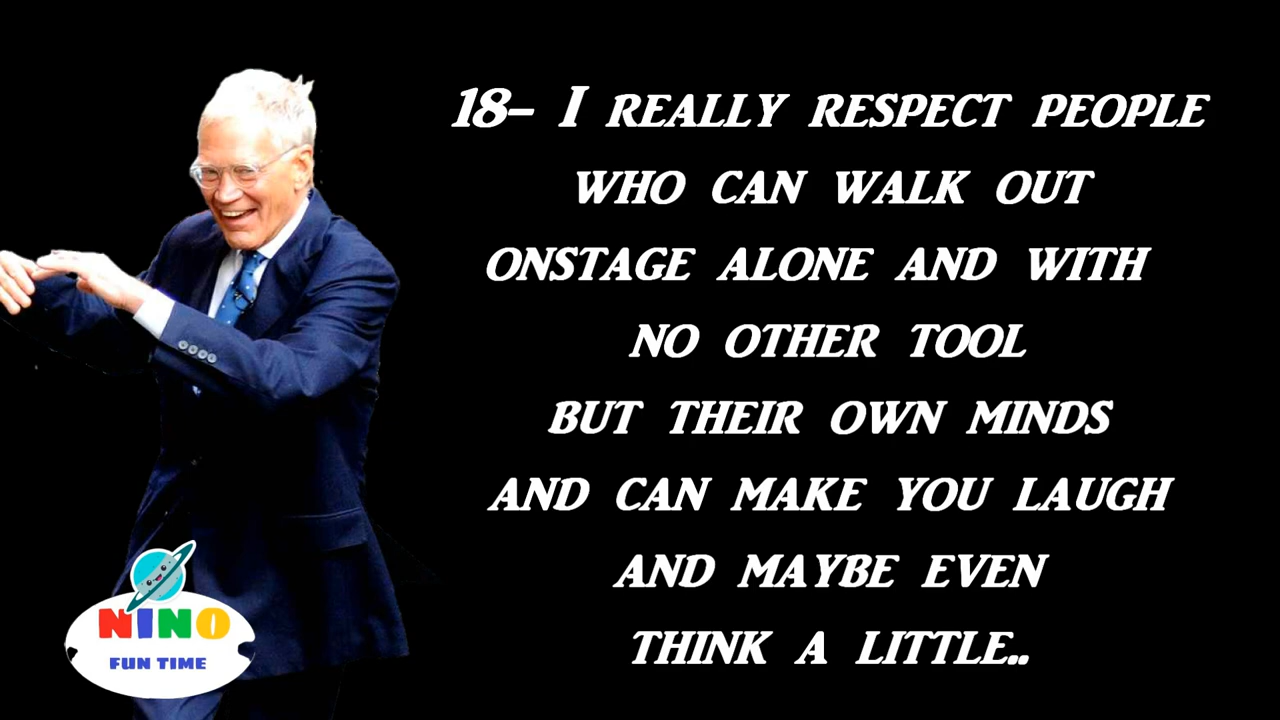 18- I REALLY RESPECT PEOPLE
WHO CAN WALK OUT
ONSTAGE ALONE AND WITH
NO OTHER TOOL
BUT THEIR OWN MINDS
AND CAN MAKE YOU LAUGH
AND MAYBE EVEN
THINK A LITTLE..
NINO
FUN TIME